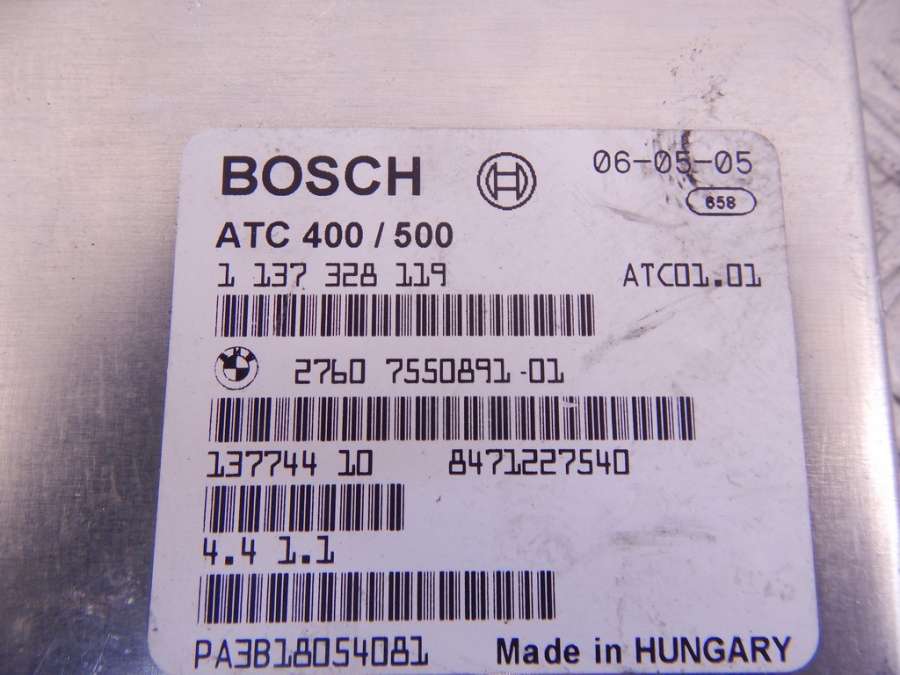 BOSCH
06-05-05
658
ATC 400 / 500
1 137 328 119 ATC01.01
BMW
2760 7550891-01
137744 10 8471227540
4.4 1.1
PA3B18054081 Made in HUNGARY